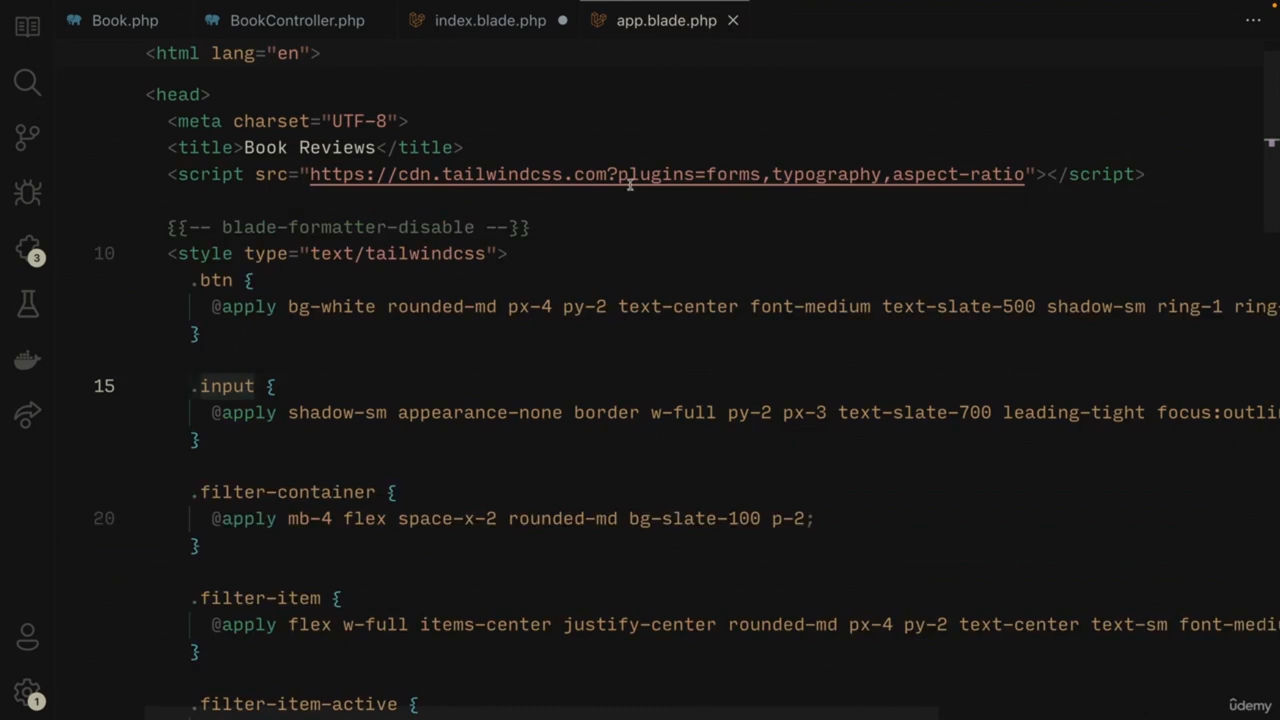 Book.php
BookController.php
index.blade.php
app.blade.php
<html lang="en">
<head>
<meta charset="UTF-8">
<title>Book Reviews</title>
<script src="https://cdn.tailwindcss.com?plugins=forms,typography,aspect-ratio"></script>
{{-- blade-formatter-disable --}}
10 <style type="text/tailwindcss">
.btn {
@apply bg-white rounded-md px-4 py-2 text-center font-medium text-slate-500 shadow-sm ring-1 ring-
}
15 .input {
@apply shadow-sm appearance-none border w-full py-2 px-3 text-slate-700 leading-tight focus:outli
}
.filter-container {
20 @apply mb-4 flex space-x-2 rounded-md bg-slate-100 p-2;
}
.filter-item {
@apply flex w-full items-center justify-center rounded-md px-4 py-2 text-center text-sm font-medi
}
.filter-item-active {
3
1
ûdemy